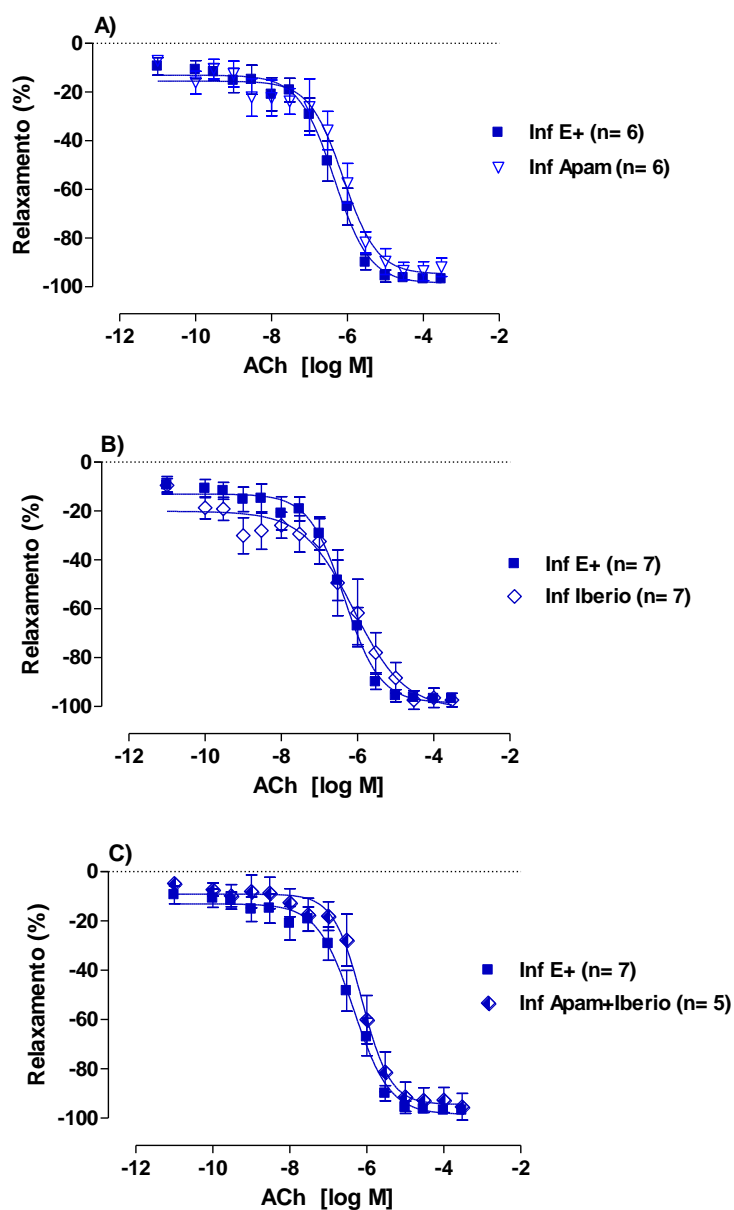 A)
0
-20
-40
-60
-80
-100
Relaxamento (%)
Inf E+ (n= 6)
Inf Apam (n= 6)
-12 -10 -8 -6 -4 -2
ACh [log M]
B)
0
-20
-40
-60
-80
-100
Relaxamento (%)
Inf E+ (n= 7)
Inf Iberio (n= 7)
-12 -10 -8 -6 -4 -2
ACh [log M]
C)
0
-20
-40
-60
-80
-100
Relaxamento (%)
Inf E+ (n= 7)
Inf Apam+Iberio (n= 5)
-12 -10 -8 -6 -4 -2
ACh [log M]